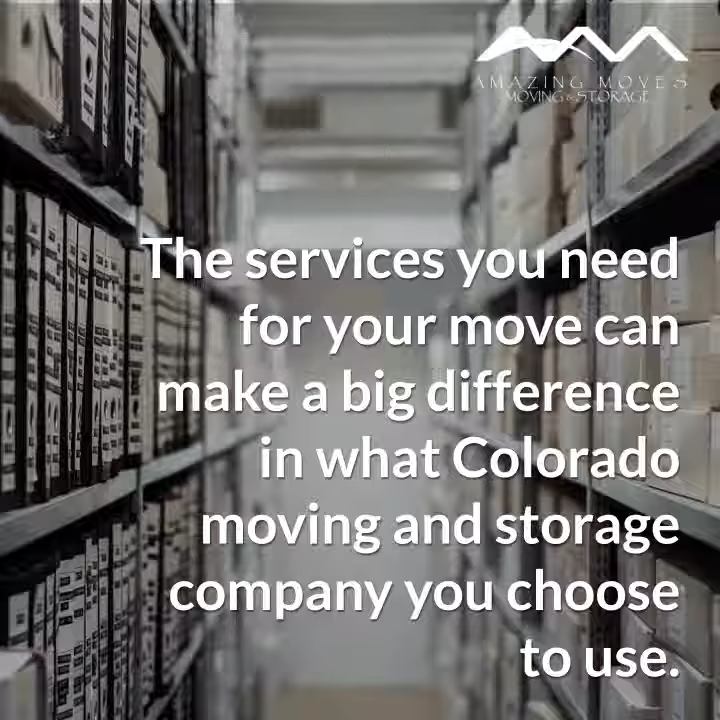 AMAZING MOVES
MOVING & STORAGE
The services you need
for your move can
make a big difference
in what Colorado
moving and storage
company you choose
to use.